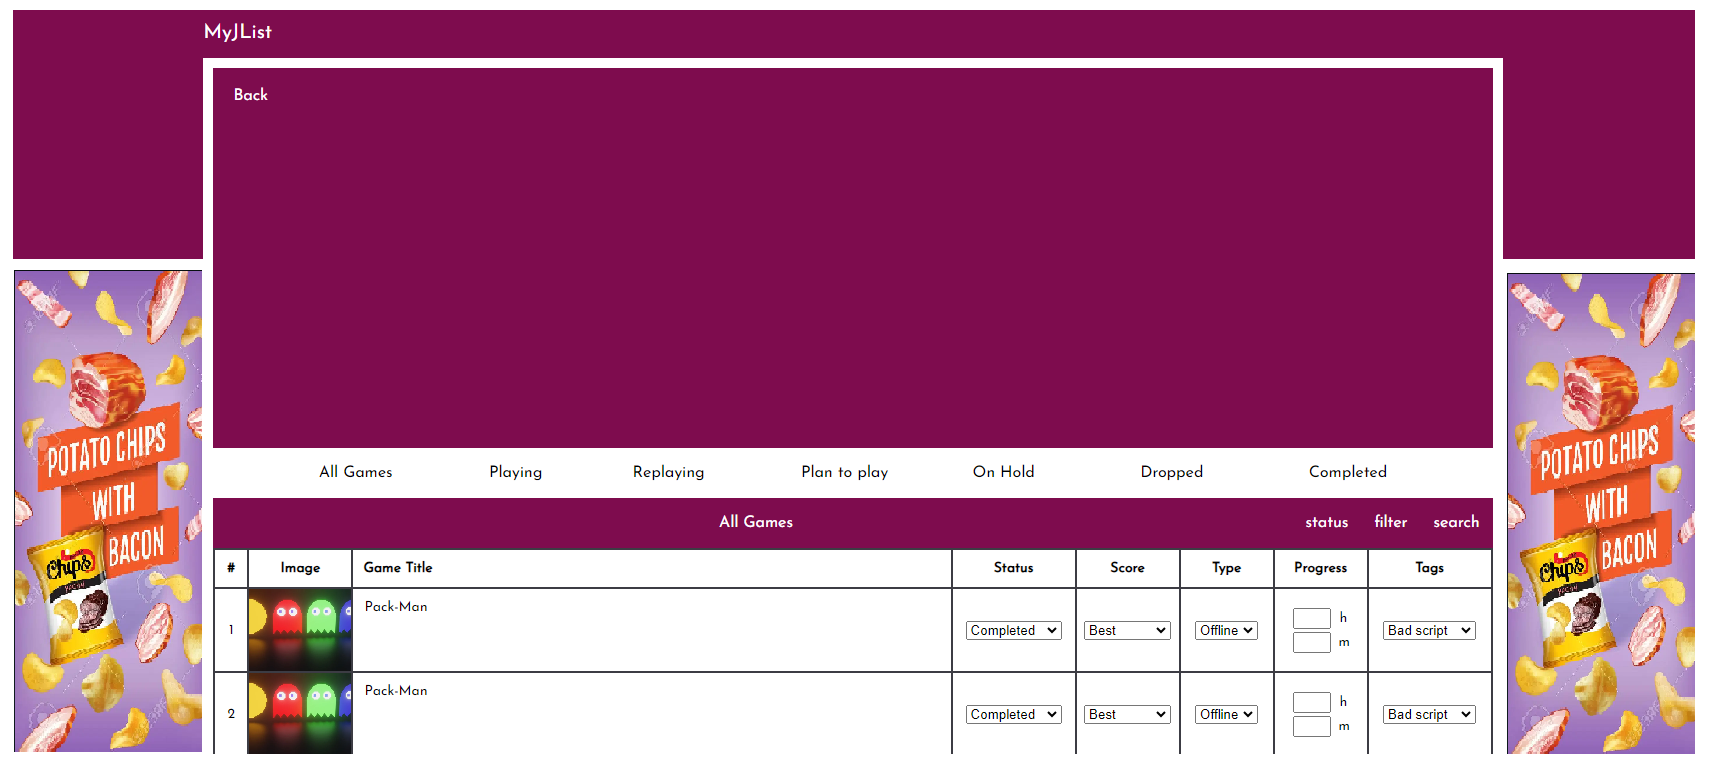 MyJList
Back
POTATO CHIPS
WITH
BACON
Chips
POTATO CHIPS
WITH
BACON
Chips
All Games Playing Replaying Plan to play On Hold Dropped Completed
All Games status filter search
# Image Game Title Status Score Type Progress Tags
1 Pack-Man Completed Best Offline h Bad script
m
2 Pack-Man Completed Best Offline h Bad script
m